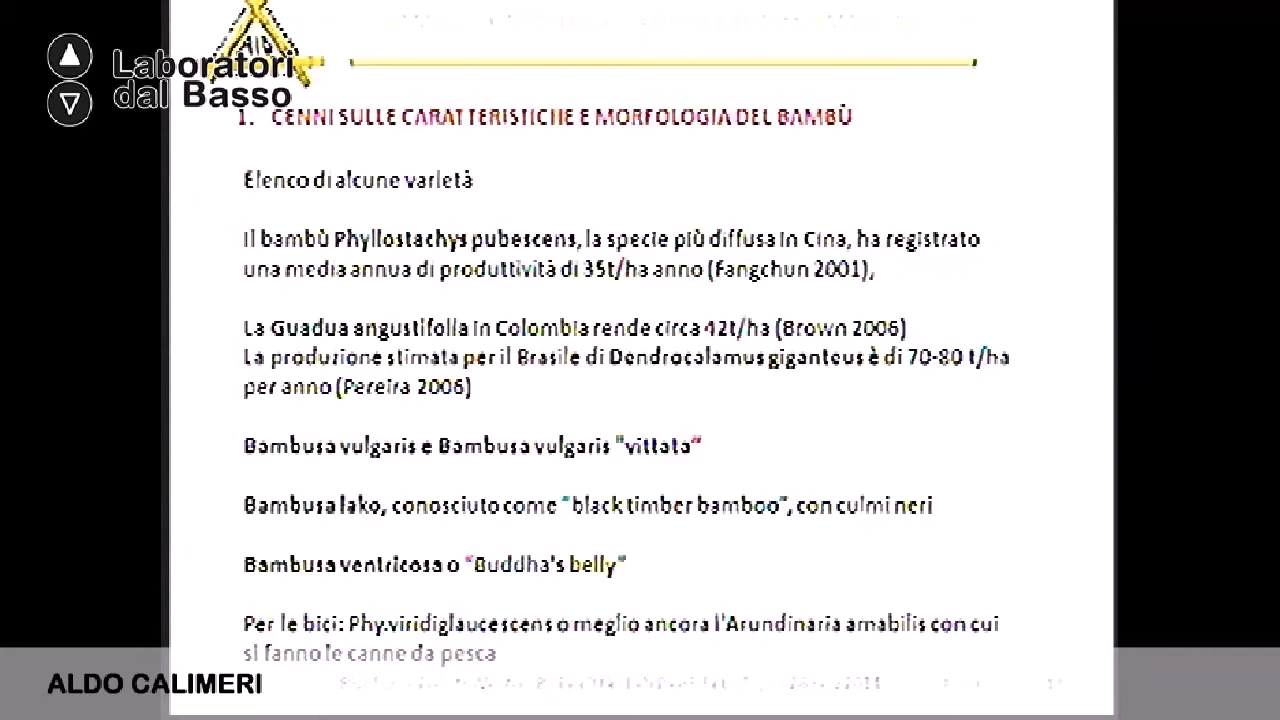 Laboratori
dal Basso
1. CENNI SULLE CARATTERISTICHE E MORFOLOGIA DEL BAMBÙ
Elenco di alcune varietà
Il bambù Phyllostachys pubescens, la specie più diffusa in Cina, ha registrato
una media annua di produttività di 35t/ha anno (Fangchun 2001),
La Guadua angustifolia in Colombia rende circa 42t/ha (Brown 2006)
La produzione stimata per il Brasile di Dendrocalamus giganteus è di 70-80 t/ha
per anno (Pereira 2006)
Bambusa vulgaris e Bambusa vulgaris "vittata"
Bambusa lako, conosciuto come "black timber bamboo", con culmi neri
Bambusa ventricosa o "Buddha's belly"
Per le bici: Phy.viridiglaucescens o meglio ancora l'Arundinaria amabilis con cui
si fanno le canne da pesca
ALDO CALIMERI